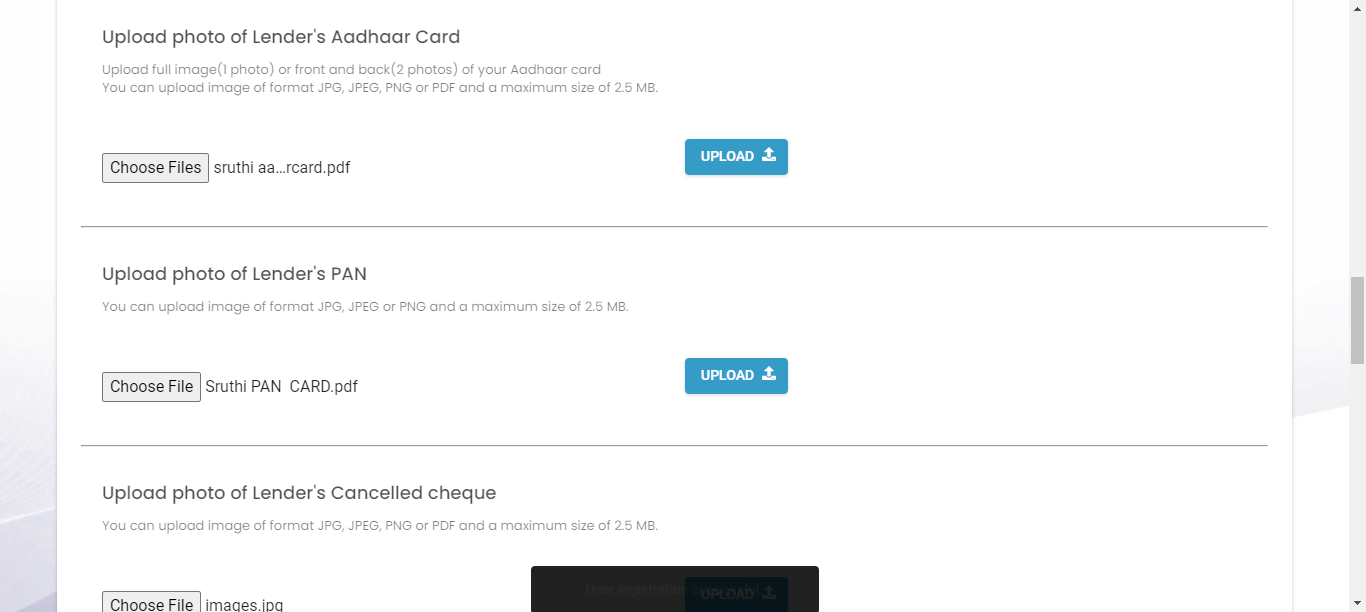 Upload photo of Lender's Aadhaar Card
Upload full image(1 photo) or front and back(2 photos) of your Aadhaar card
You can upload image of format JPG, JPEG, PNG or PDF and a maximum size of 2.5 MB.
Choose Files sruthi aa...rcard.pdf
UPLOAD
Upload photo of Lender's PAN
You can upload image of format JPG, JPEG or PNG and a maximum size of 2.5 MB.
Choose File Sruthi PAN CARD.pdf
UPLOAD
Upload photo of Lender's Cancelled cheque
You can upload image of format JPG, JPEG, PNG or PDF and a maximum size of 2.5 MB.
User registration
UPLOAD
Choose File images.jpg